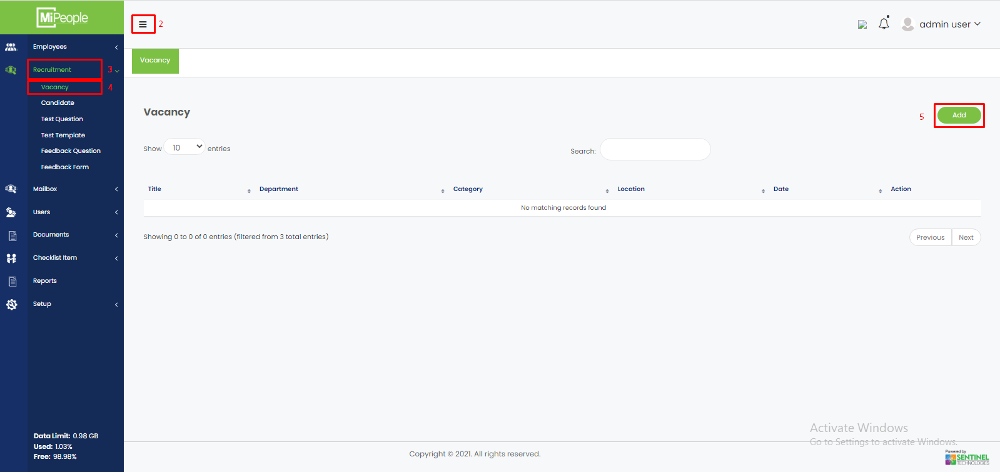 MiPeople
2
admin user
Employees
Recruitment
3
Vacancy
4
Candidate
Test Question
Test Template
Feedback Question
Feedback Form
Mailbox
Users
Documents
Checklist Item
Reports
Setup
Data Limit: 0.98 GB
Used: 1.03%
Free: 98.98%
Vacancy
Vacancy
5
Add
Show 10 entries
Search:
Title Department Category Location Date Action
No matching records found
Showing 0 to 0 of 0 entries (filtered from 3 total entries)
Previous Next
Activate Windows
Go to Settings to activate Windows.
Copyright © 2021. All rights reserved.
Powered by
SENTINEL
TECHNOLOGIES